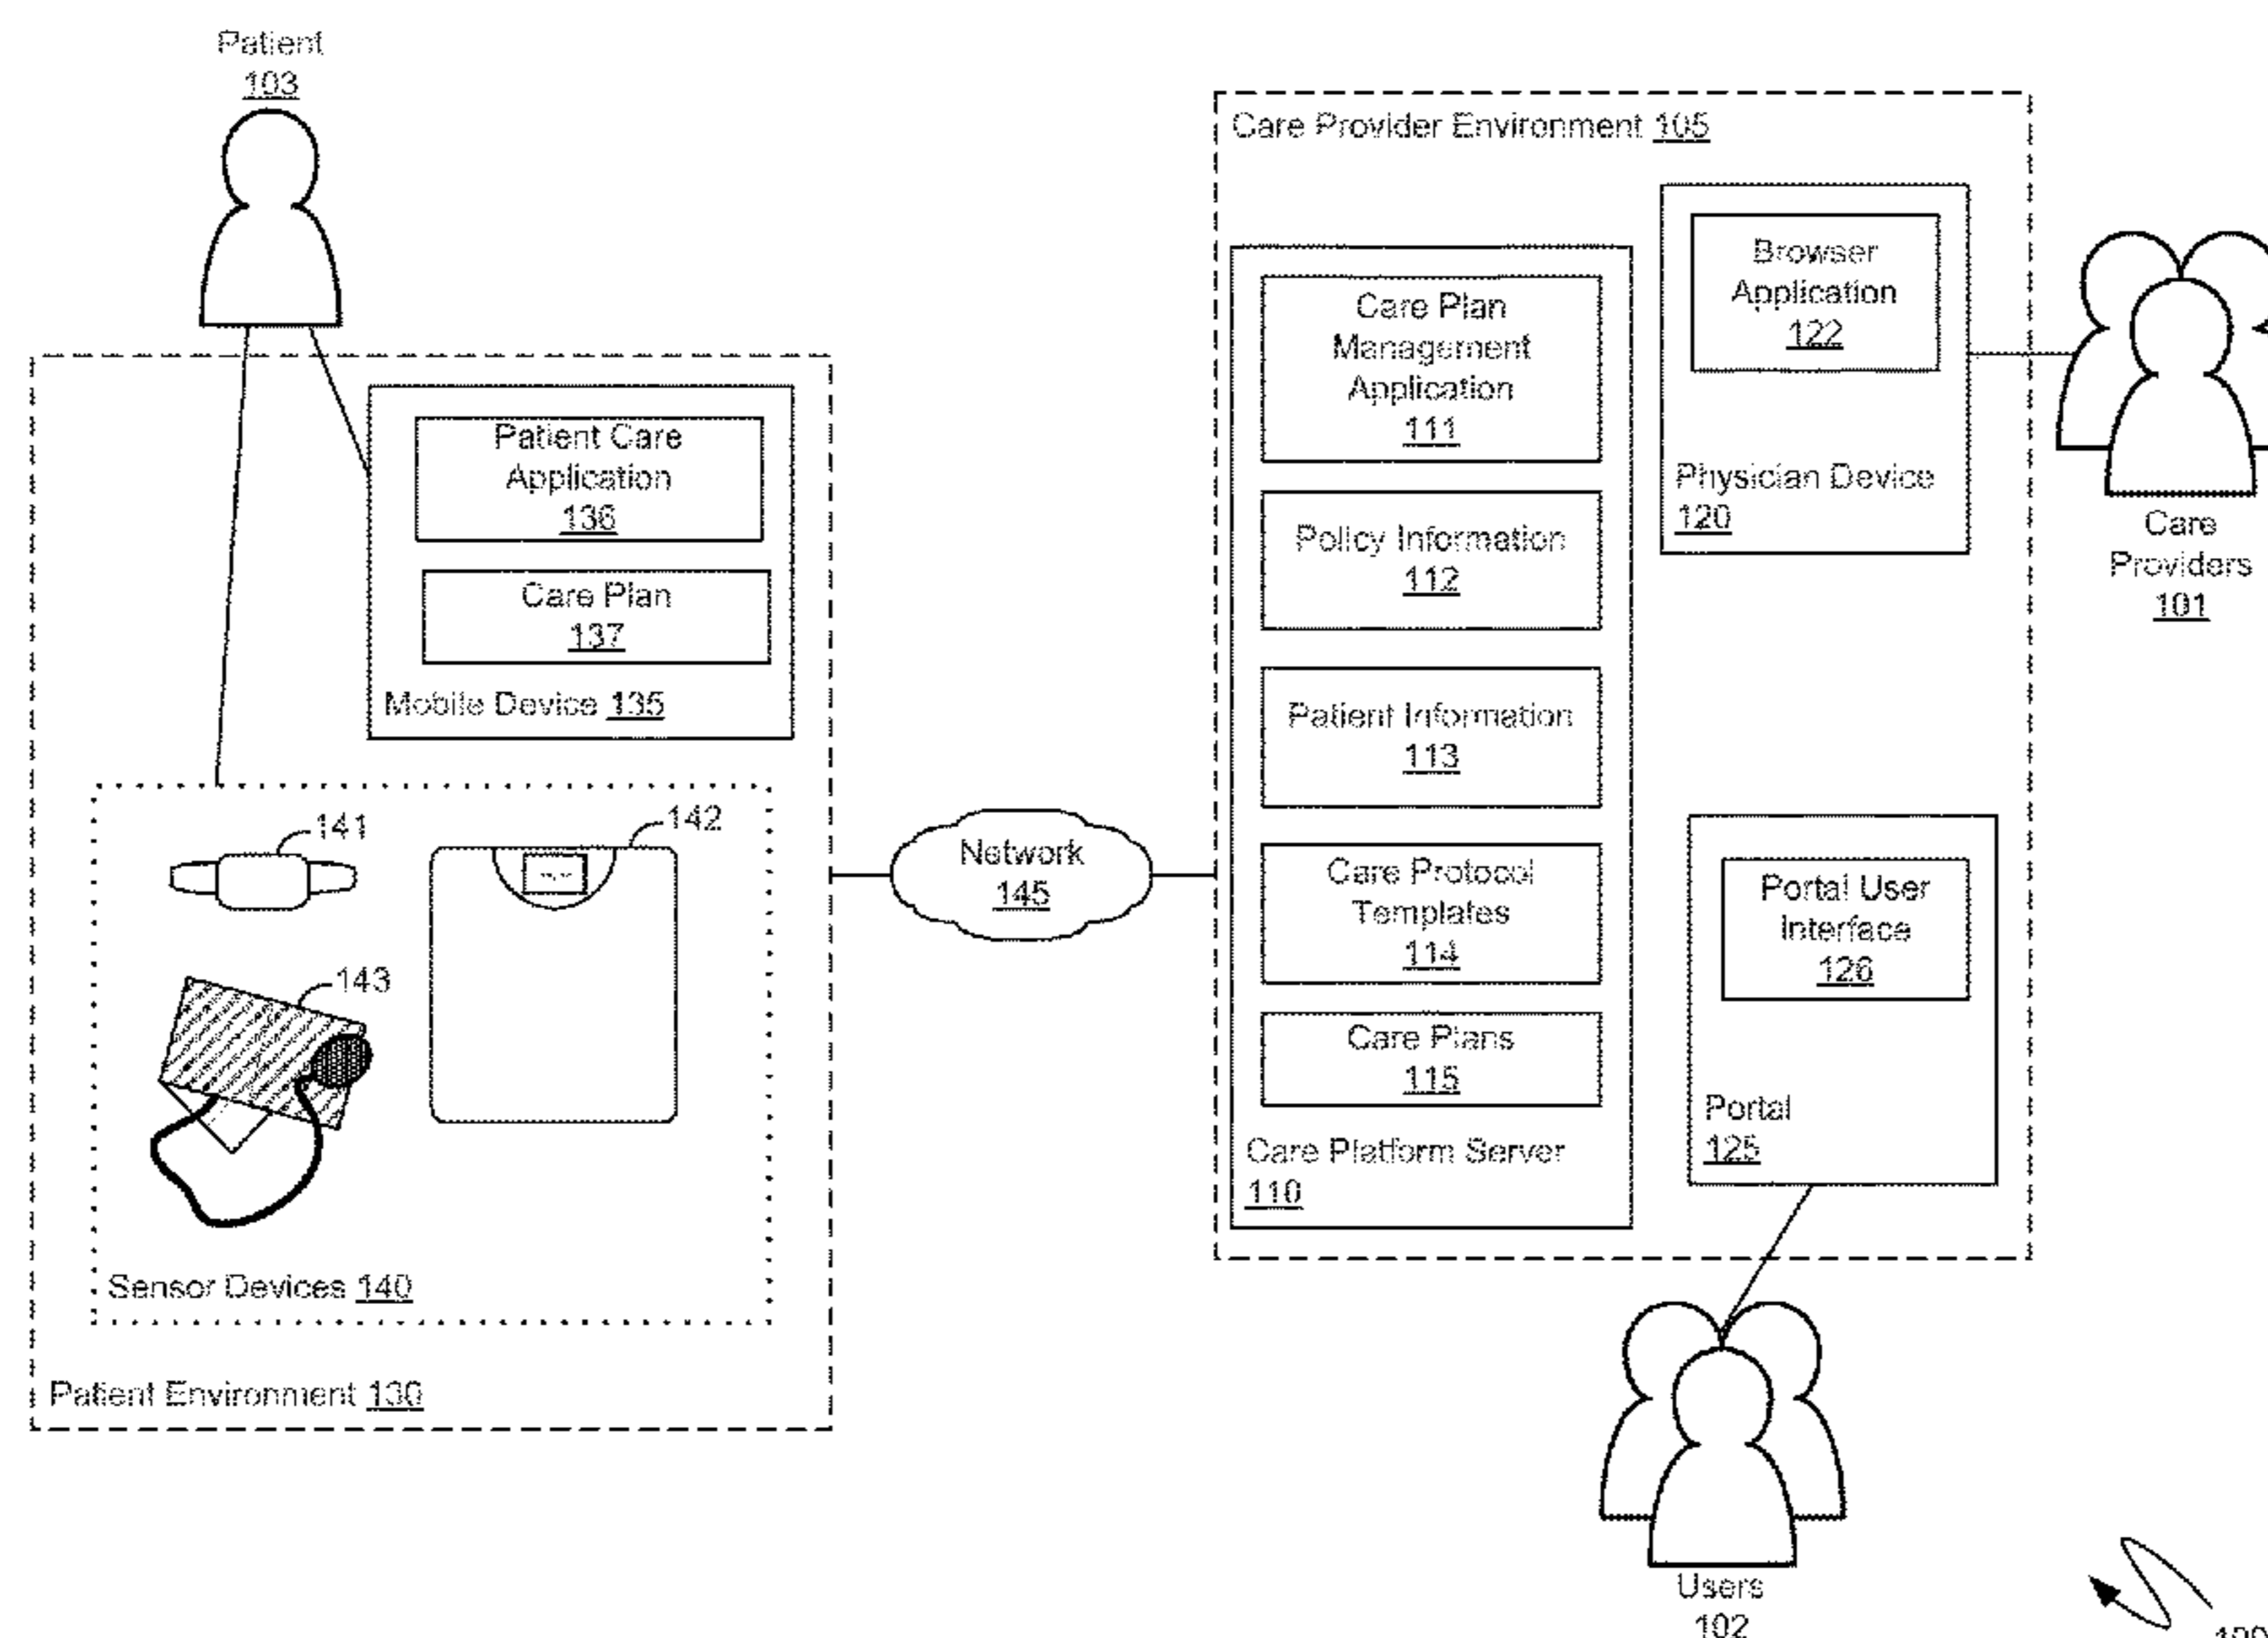 Patient
103
Patient Care
Application
136
Care Plan
137
Mobile Device 135
141
142
143
Sensor Devices 140
Patient Environment 130
Network
145
Care Provider Environment 105
Care Plan
Management
Application
111
Policy Information
112
Patient Information
113
Care Protocol
Templates
114
Care Plans
115
Care Platform Server
110
Browser
Application
122
Physician Device
120
Care
Providers
101
Portal User
Interface
126
Portal
125
Users
102